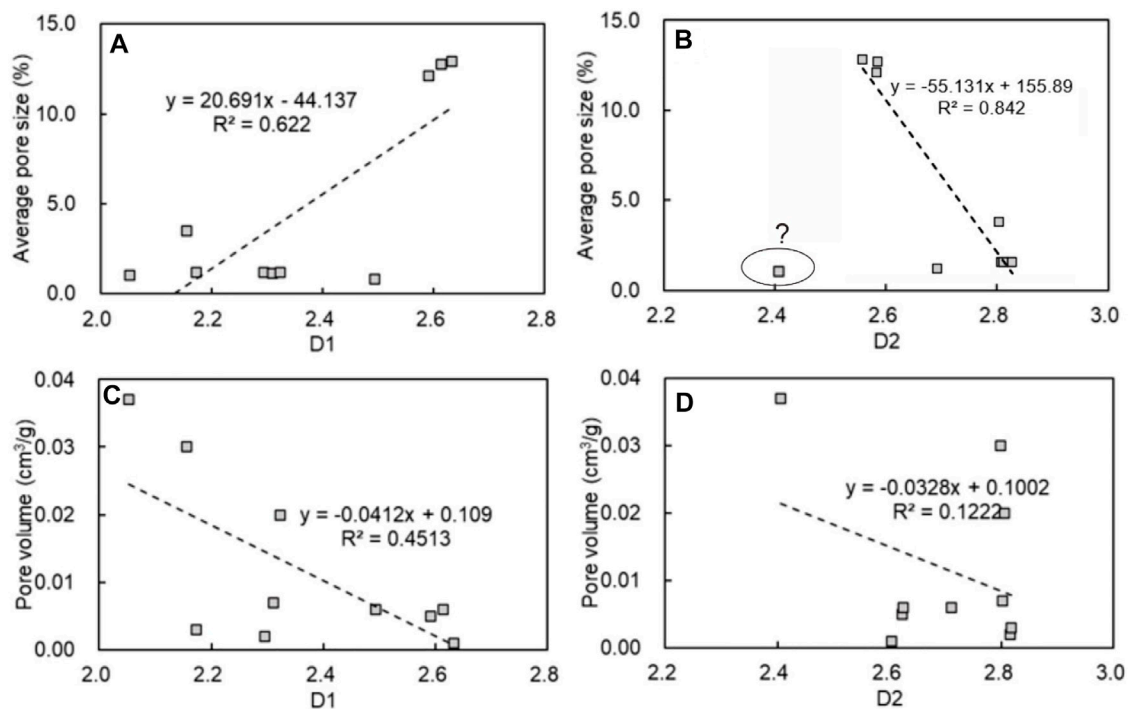 A
Average pore size (%)
15.0
10.0
5.0
0.0
y = 20.691x - 44.137
R² = 0.622
2.0 2.2 2.4 2.6 2.8
D1
B
Average pore size (%)
15.0
10.0
5.0
0.0
y = -55.131x + 155.89
R² = 0.842
?
2.2 2.4 2.6 2.8 3.0
D2
C
Pore volume (cm³/g)
0.04
0.03
0.02
0.01
0.00
y = -0.0412x + 0.109
R² = 0.4513
2.0 2.2 2.4 2.6 2.8
D1
D
Pore volume (cm³/g)
0.04
0.03
0.02
0.01
0.00
y = -0.0328x + 0.1002
R² = 0.1222
2.2 2.4 2.6 2.8 3.0
D2